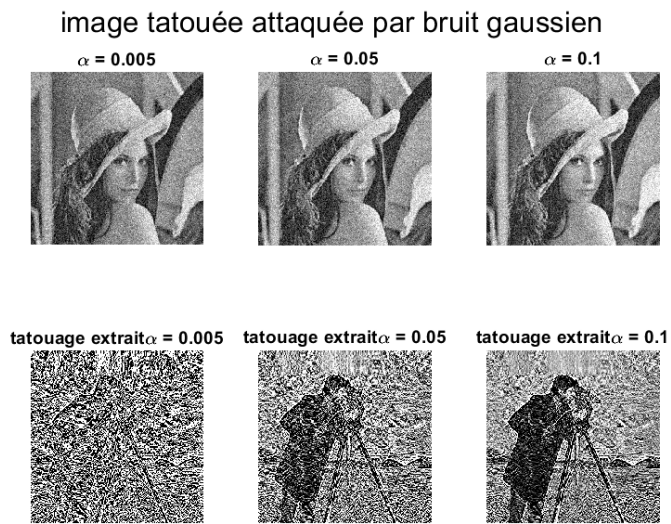 image tatouée attaquée par bruit gaussien
α = 0.005
α = 0.05
α = 0.1
tatouage extraitα = 0.005
tatouage extraitα = 0.05
tatouage extraitα = 0.1